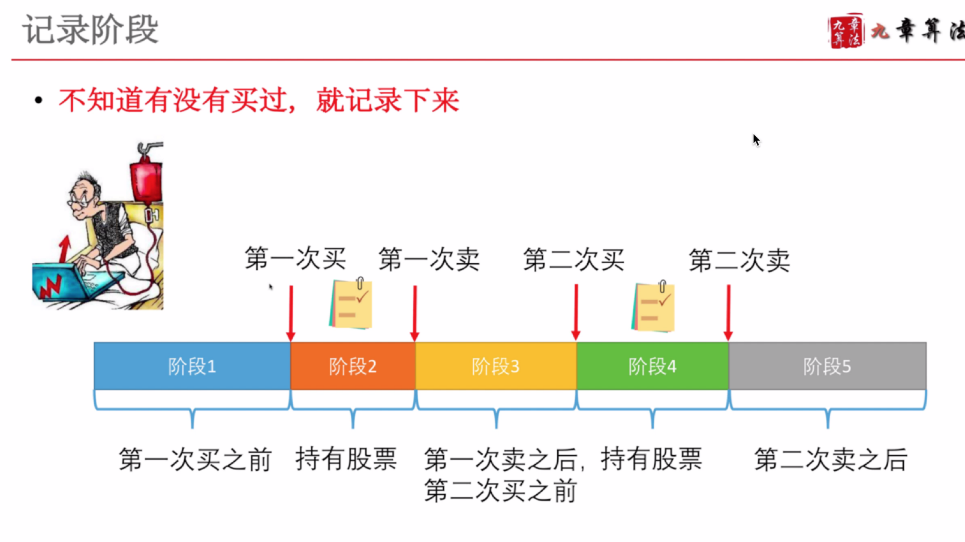 记录阶段
九章算法
九章算法
• 不知道有没有买过，就记录下来
第一次买 第一次卖 第二次买 第二次卖
阶段1 阶段2 阶段3 阶段4 阶段5
第一次买之前 持有股票 第一次卖之后, 持有股票 第二次卖之后
第二次买之前